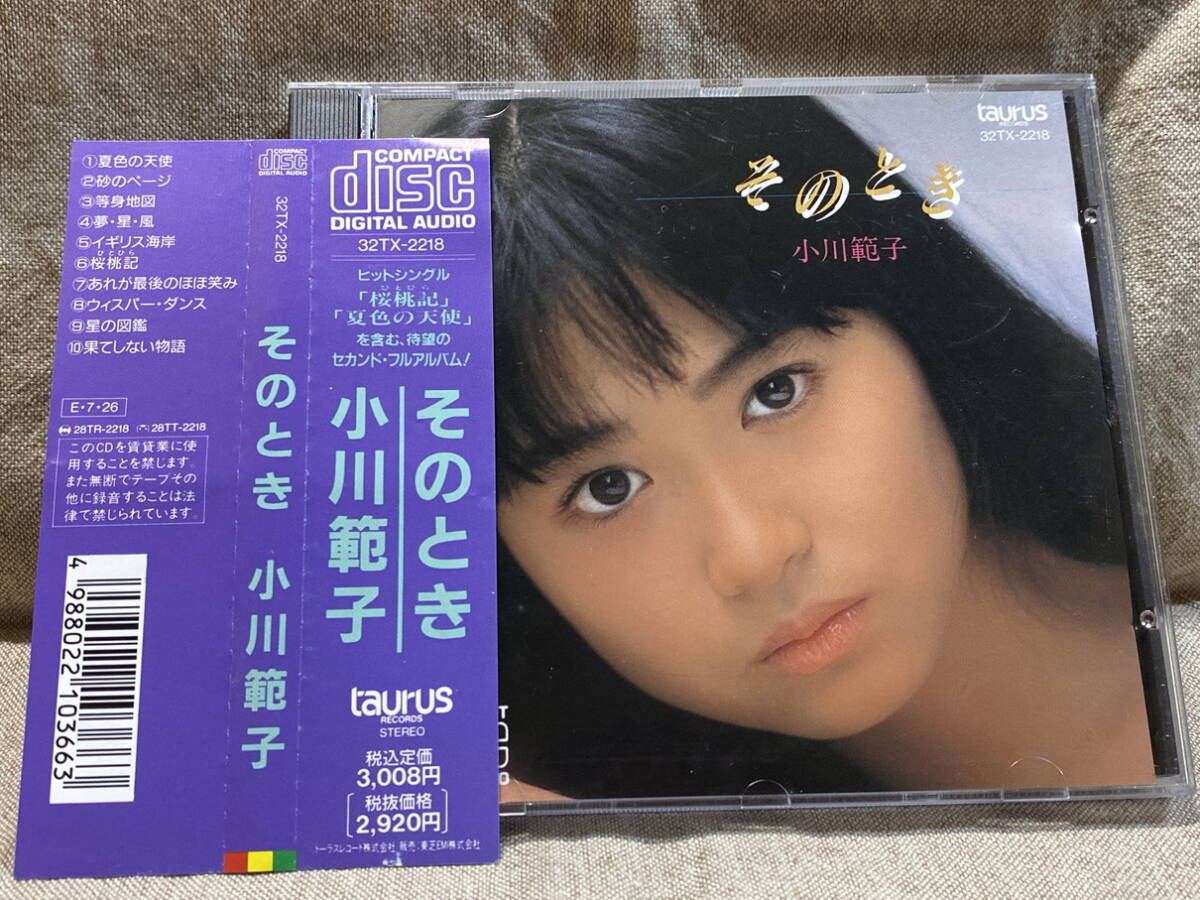 ①夏色の天使
②砂のページ
③等身地図
④夢・星・風
⑤イギリス海岸
ひとひら
⑥桜桃記
⑦あれが最後のほほ笑み
⑧ウィスパー・ダンス
⑨星の図鑑
⑩果てしない物語
E・7・26
28TR-2218 28TT-2218
このCDを賃貸業に使
用することを禁じます。
また無断でテープその
他に録音することは法
律で禁じられています。
4 988022 103663
disc
DIGITAL AUDIO
32TX-2218
そのとき 小川範子
COMPACT
disc
DIGITAL AUDIO
32TX-2218
ヒットシングル
ひとひら
「桜桃記」
「夏色の天使」
を含む、待望の
セカンド・フルアルバム!
そのとき
小川範子
taurus
RECORDS
STEREO
税込定価
3,008円
税抜価格
2,920円
トーラスレコード株式会社 販売:東芝EMI株式会社
taurus
RECORDS
32TX-2218
そのとき
小川範子